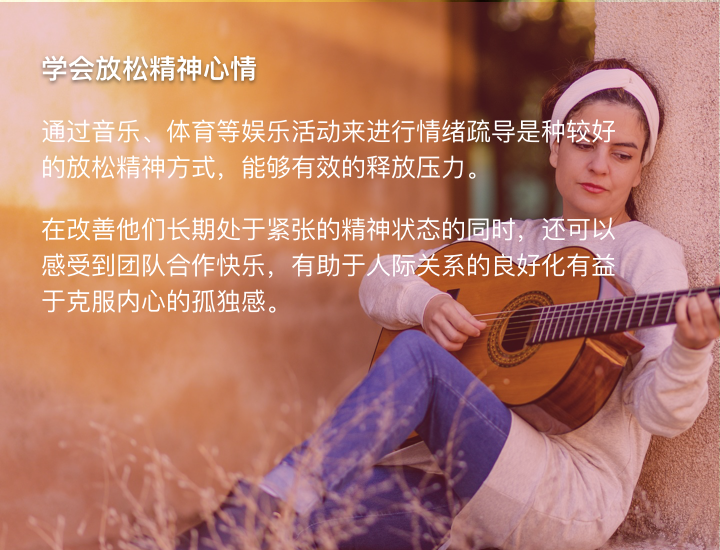 学会放松精神心情
通过音乐、体育等娱乐活动来进行情绪疏导是种较好
的放松精神方式，能够有效的释放压力。
在改善他们长期处于紧张的精神状态的同时，还可以
感受到团队合作快乐，有助于人际关系的良好化有益
于克服内心的孤独感。